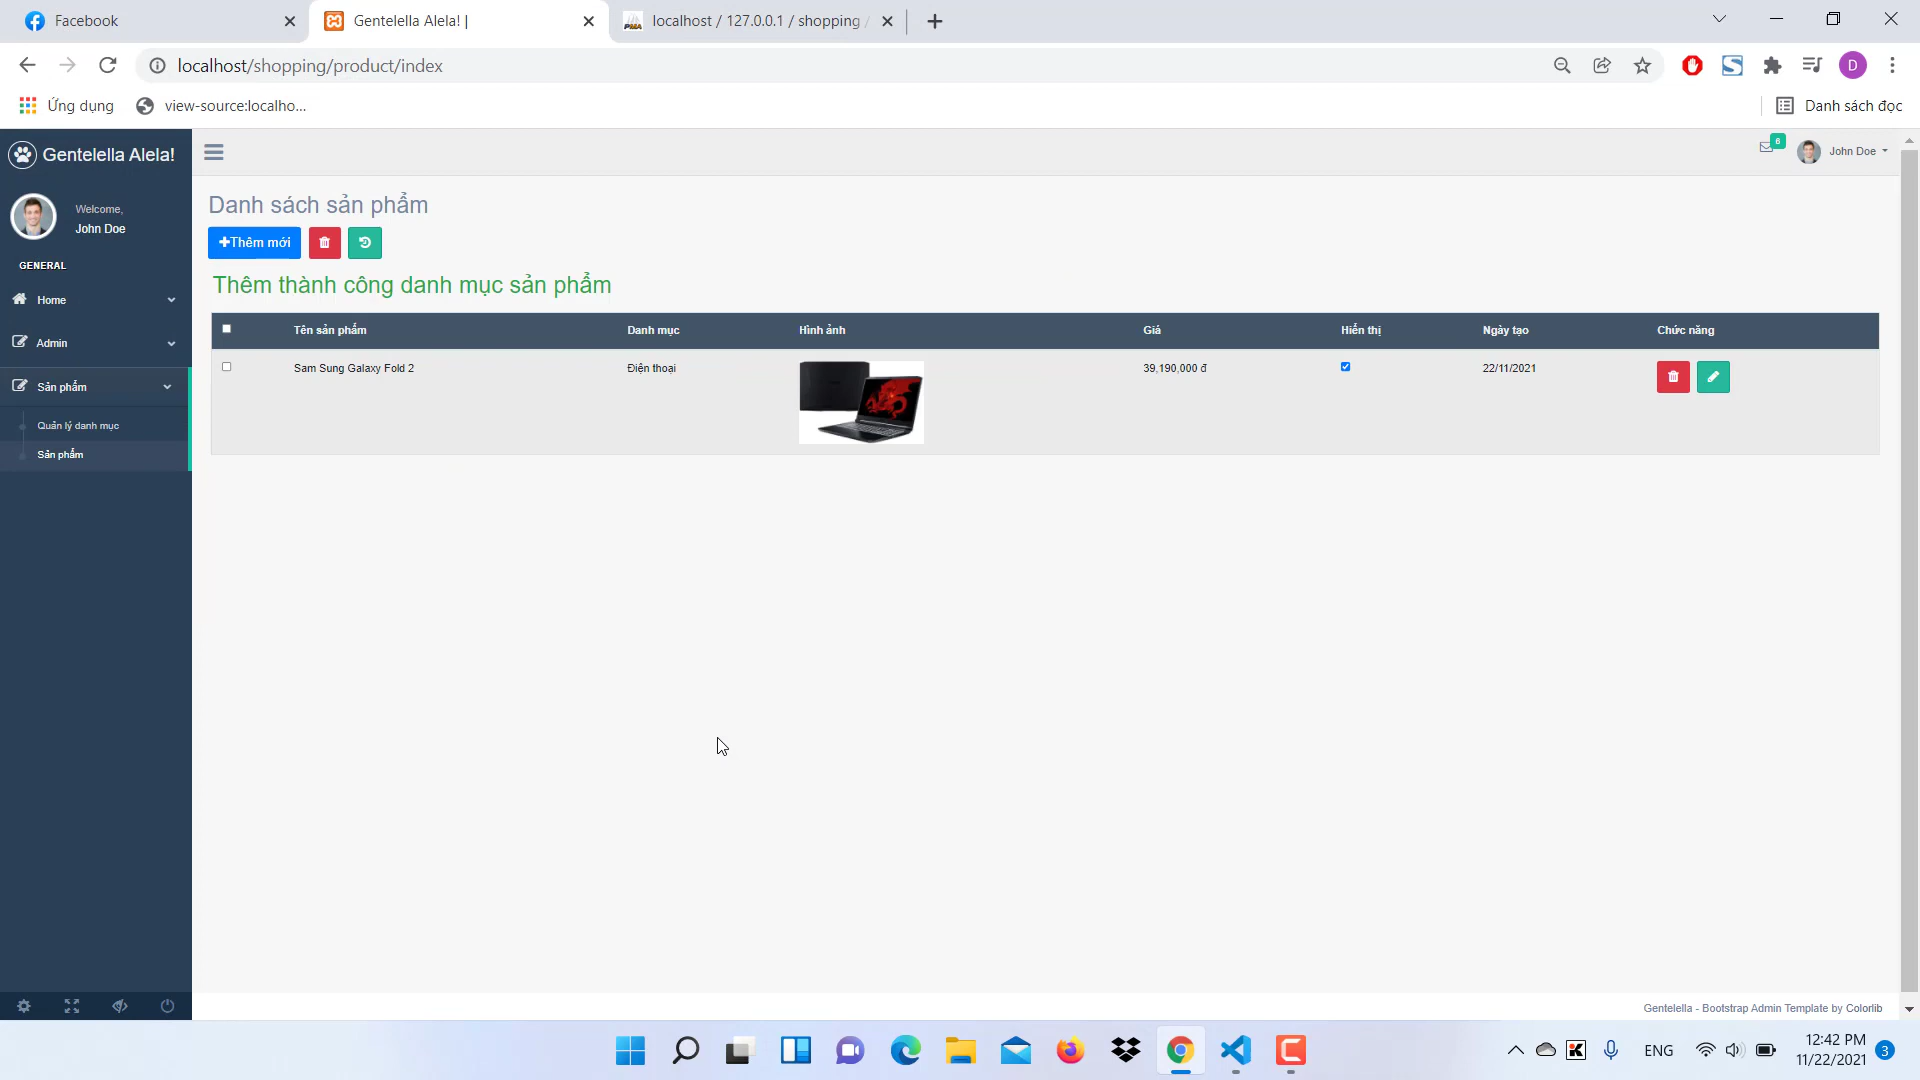 Facebook
Gentelella Alela! |
localhost / 127.0.0.1 / shopping /
localhost/shopping/product/index
D
Ứng dụng
view-source:localho...
Danh sách đọc
Gentelella Alela!
6
John Doe
Welcome,
John Doe
GENERAL
Home
Admin
Sản phẩm
Quản lý danh mục
Sản phẩm
Danh sách sản phẩm
Thêm mới
Thêm thành công danh mục sản phẩm
Tên sản phẩm Danh mục Hình ảnh Giá Hiển thị Ngày tạo Chức năng
Sam Sung Galaxy Fold 2 Điện thoại 39,190,000 đ 22/11/2021
Gentelella - Bootstrap Admin Template by Colorlib
ENG
12:42 PM
11/22/2021
3